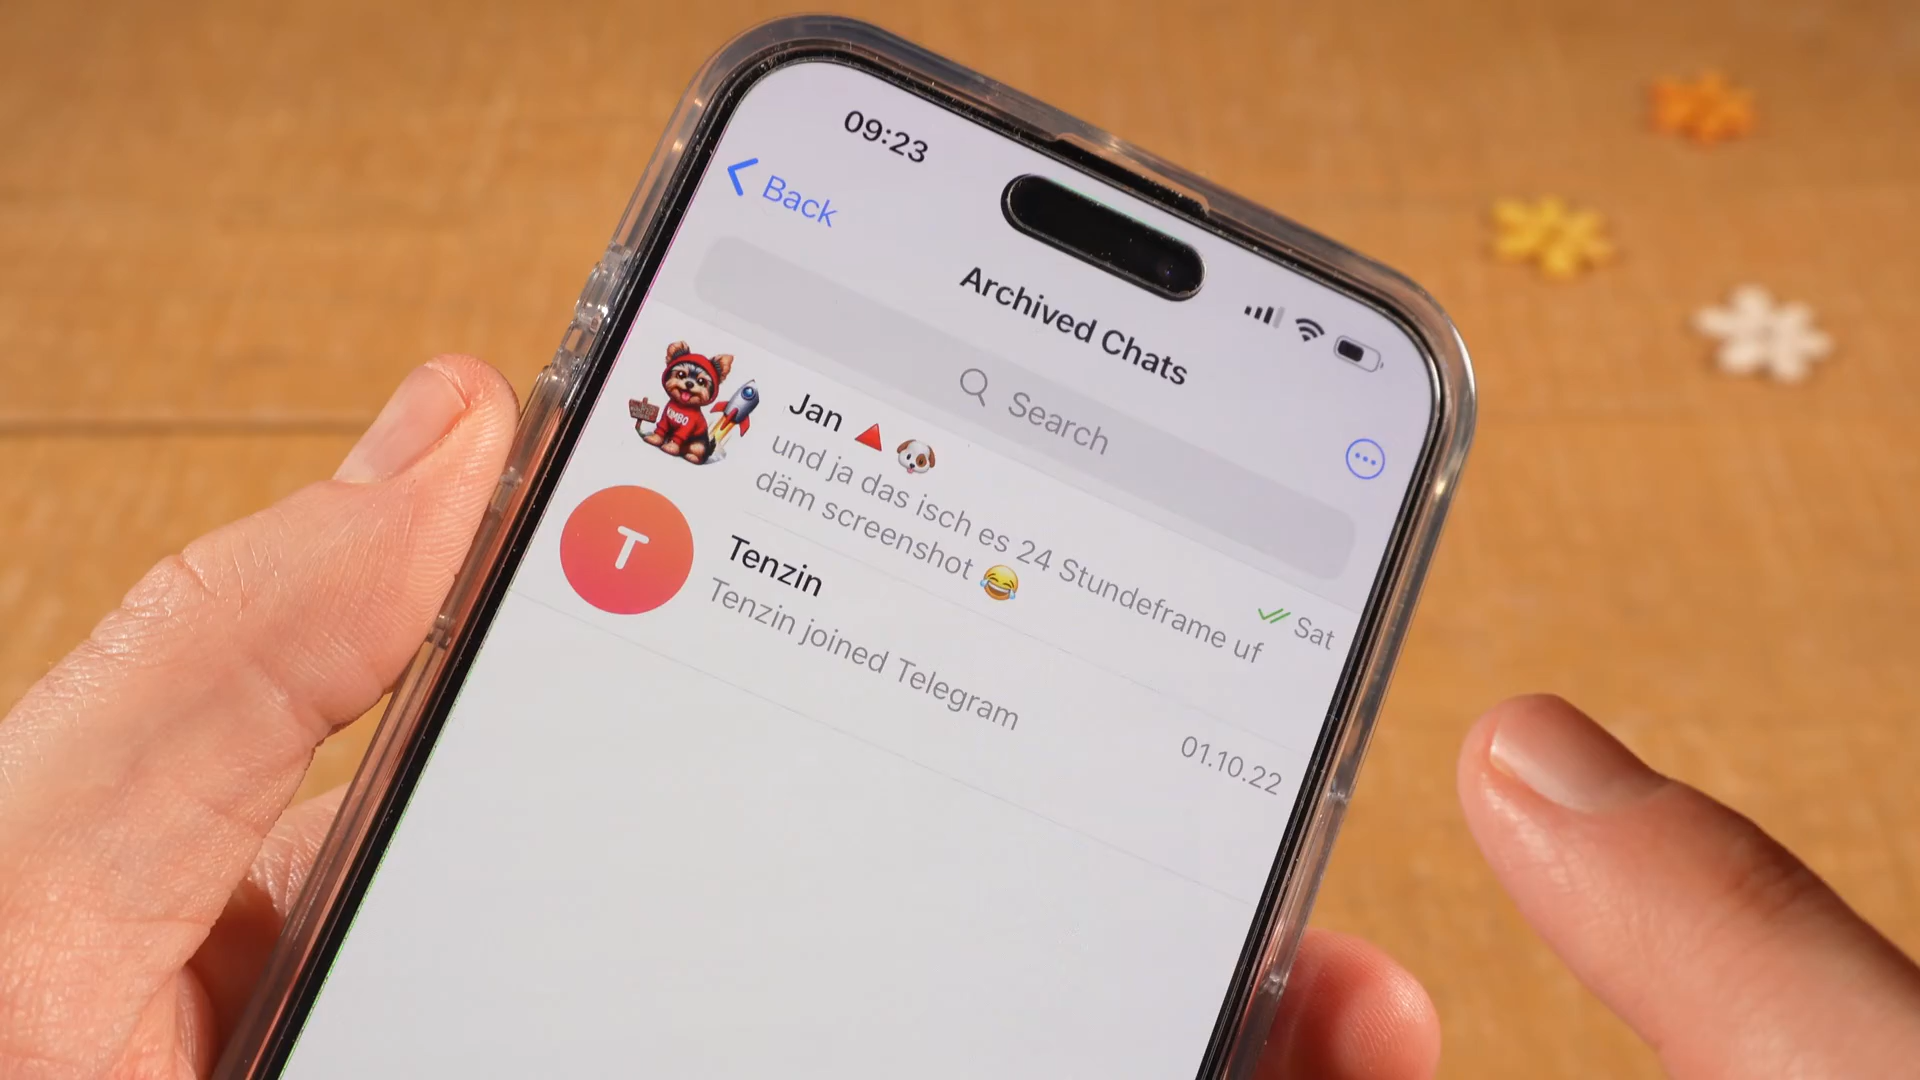 09:23
Back
Archived Chats
Search
Jan 🔺 🐶
Sat
und ja das isch es 24 Stundeframe uf
däm screenshot 😂
KIMBO
T
Tenzin
01.10.22
Tenzin joined Telegram